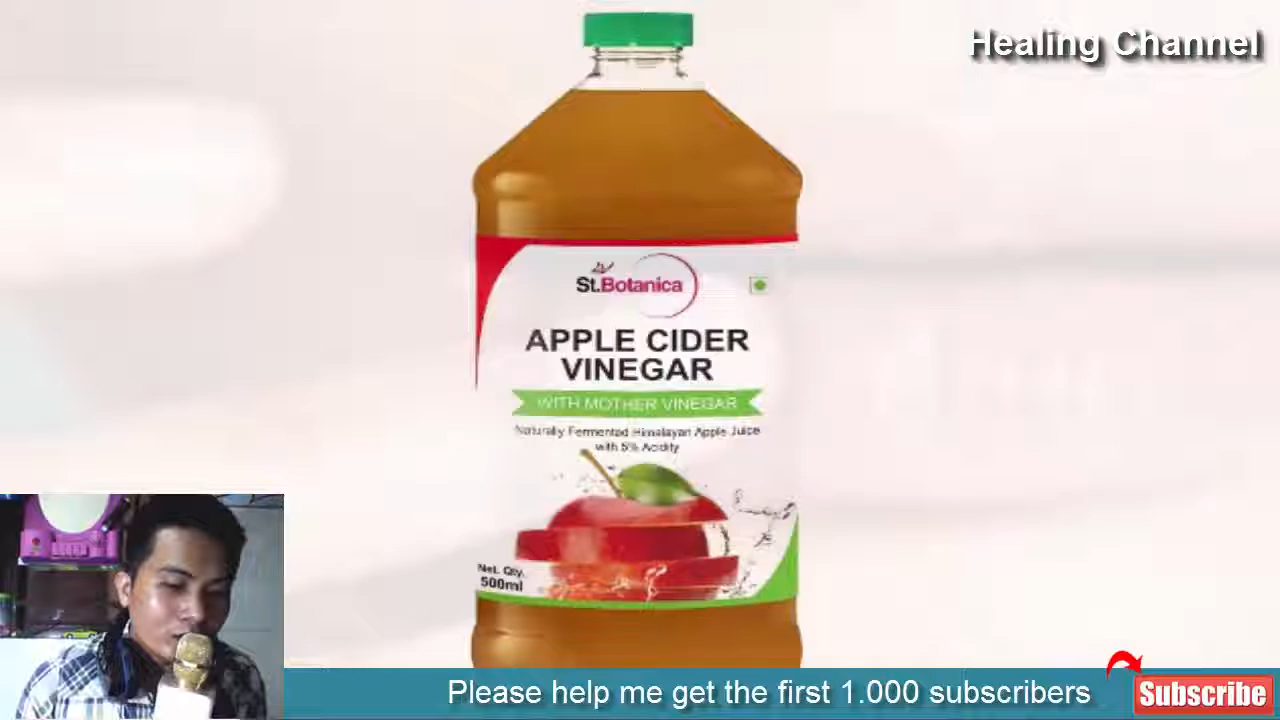 Healing Channel
St.Botanica
APPLE CIDER
VINEGAR
WITH MOTHER VINEGAR
Naturally Fermented Himalayan Apple Juice
with 5% Acidity
Net. Qty.
500ml
Please help me get the first 1.000 subscribers
Subscribe